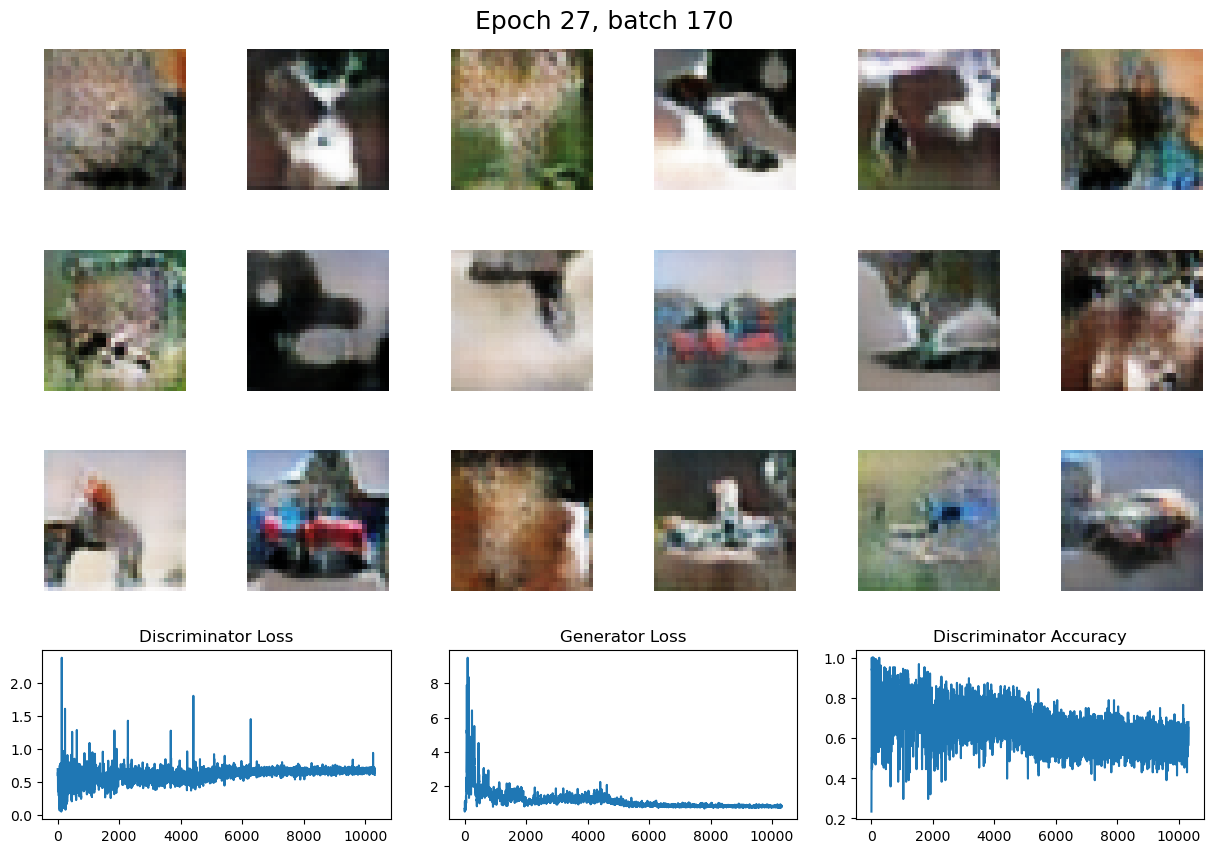 Epoch 27, batch 170
Discriminator Loss
Generator Loss
Discriminator Accuracy
2.0
1.5
1.0
0.5
0.0
0 2000 4000 6000 8000 10000
8
6
4
2
0 2000 4000 6000 8000 10000
1.0
0.8
0.6
0.4
0.2
0 2000 4000 6000 8000 10000